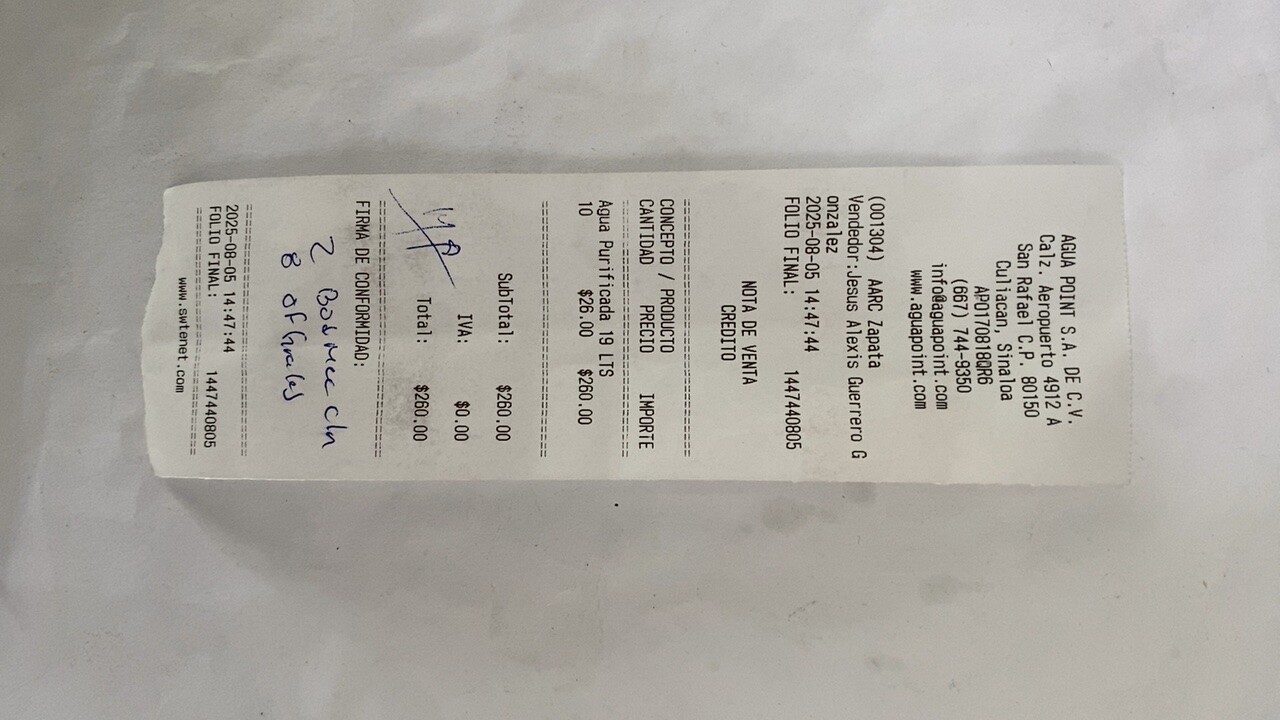 AGUA POINT S.A. DE C.V.
Calz. Aeropuerto 4912 A
San Rafael C.P. 80150
Culiacan, Sinaloa
APO170818QR6
(667) 744-9350
info@aguapoint.com
www.aguapoint.com
(001304) AARC Zapata
Vendedor:Jesus Alexis Guerrero G
onzalez
2025-08-05 14:47:44
FOLIO FINAL: 1447440805
NOTA DE VENTA
CREDITO
================================
CONCEPTO / PRODUCTO
CANTIDAD PRECIO IMPORTE
================================
Agua Purificada 19 LTS
10 $26.00 $260.00
================================
SubTotal: $260.00
IVA: $0.00
Total: $260.00
================================
FIRMA DE CONFORMIDAD:
2
8
================================
2025-08-05 14:47:44
FOLIO FINAL: 1447440805
================================
www.swtenet.com